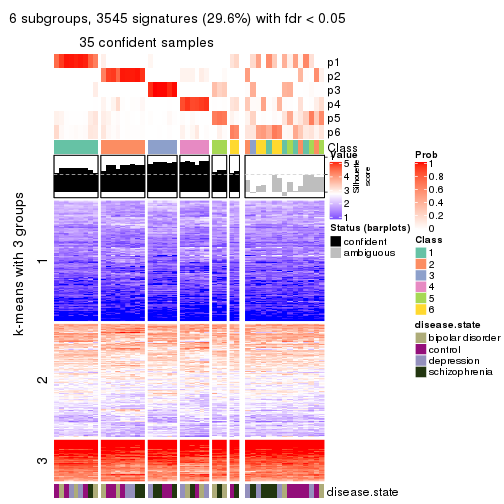 6 subgroups, 3545 signatures (29.6%) with fdr < 0.05
35 confident samples
p1
p2
p3
p4
p5
p6
Class
Silhouette
score
k-means with 3 groups
1
2
3
disease.state
Value
5
4
3
2
1
Status (barplots)
confident
ambiguous
Prob
1
0.8
0.6
0.4
0.2
0
Class
1
2
3
4
5
6
disease.state
bipolar disorder
control
depression
schizophrenia